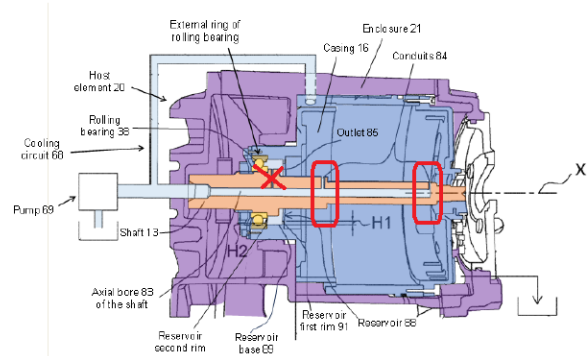 External ring of
rolling bearing
Enclosure 21
Casing 16
Conduits 84
Host
element 20
Rolling
bearing 38
Outlet 85
Cooling
circuit 68
X
Pump 69
Shaft 13
H1
H2
Axial bore 83
of the shaft
Reservoir
second rim
Reservoir
base 89
Reservoir
first rim 91
Reservoir 88